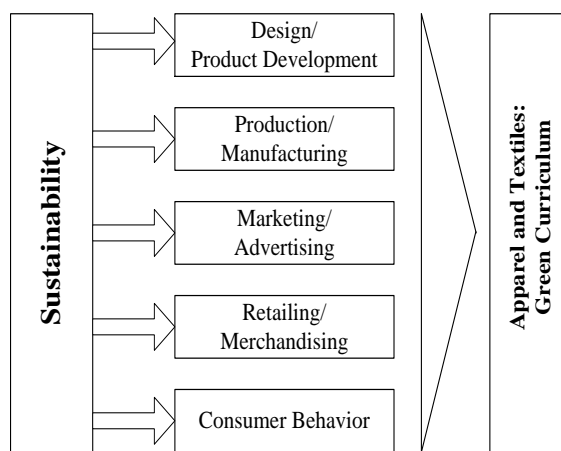 Sustainability
Design/
Product Development
Production/
Manufacturing
Marketing/
Advertising
Retailing/
Merchandising
Consumer Behavior
Apparel and Textiles:
Green Curriculum